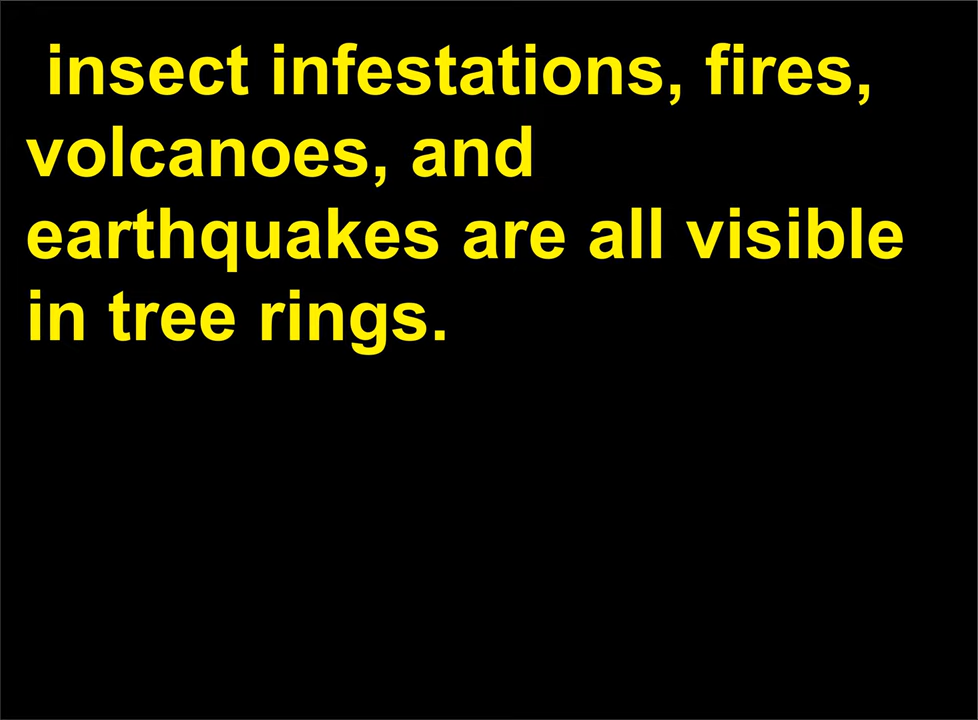 insect infestations, fires,
volcanoes, and
earthquakes are all visible
in tree rings.